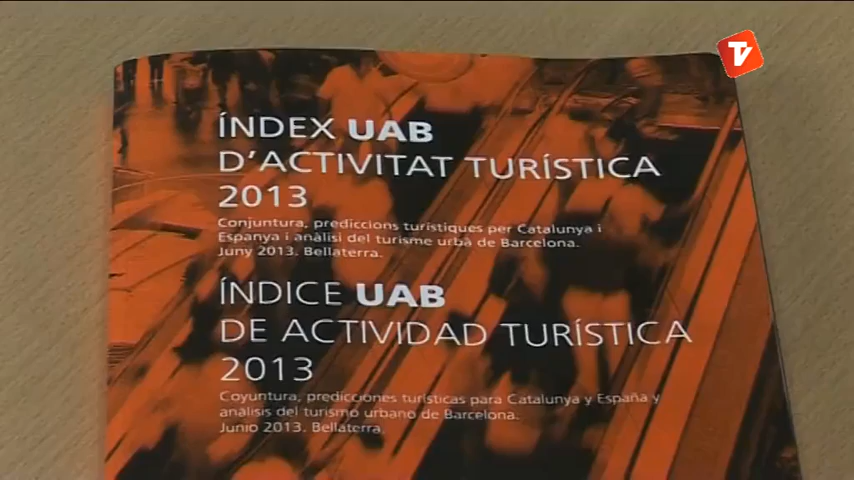 TV
ÍNDEX UAB
D'ACTIVITAT TURÍSTICA
2013
Conjuntura, prediccions turístiques per Catalunya i
Espanya i anàlisi del turisme urbà de Barcelona.
Juny 2013. Bellaterra.
ÍNDICE UAB
DE ACTIVIDAD TURÍSTICA
2013
Coyuntura, predicciones turísticas para Catalunya y España y
análisis del turismo urbano de Barcelona.
Junio 2013. Bellaterra.